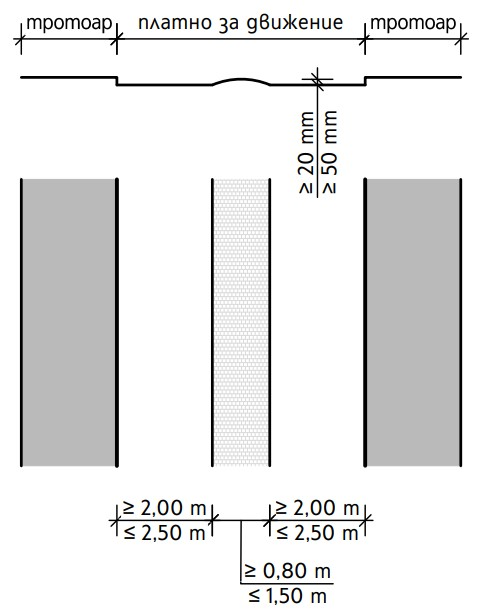 тротоар платно за движение тротоар
≥ 20 mm
≥ 50 mm
≥ 2,00 m ≥ 2,00 m
≤ 2,50 m ≤ 2,50 m
≥ 0,80 m
≤ 1,50 m